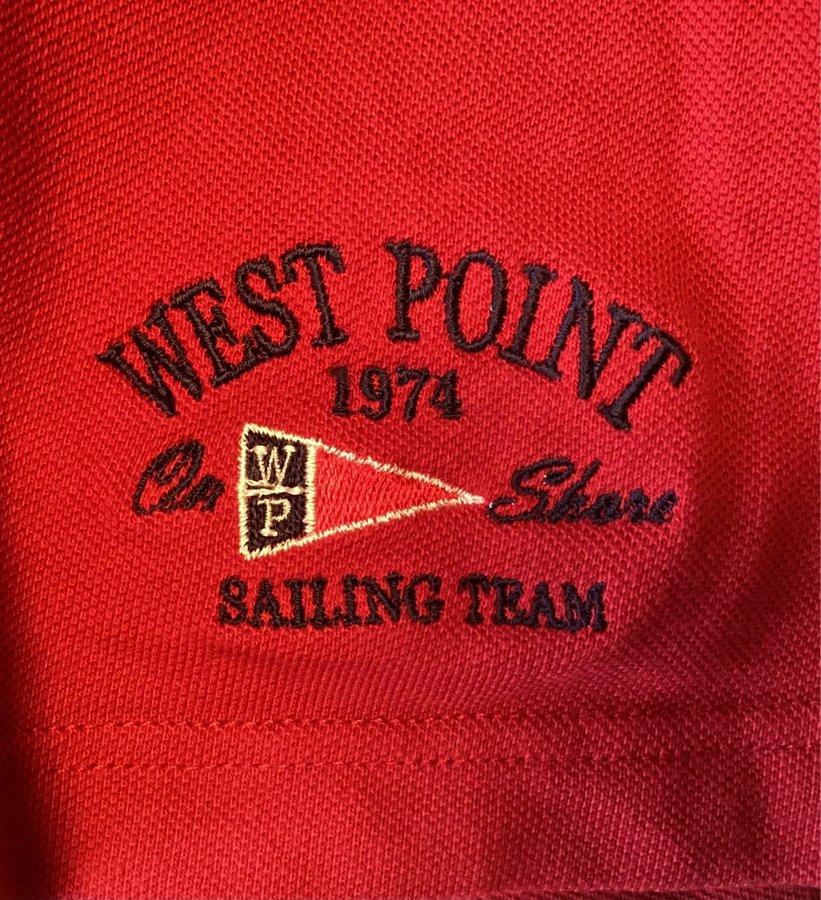 WEST POINT
1974
On Shore
W
P
SAILING TEAM